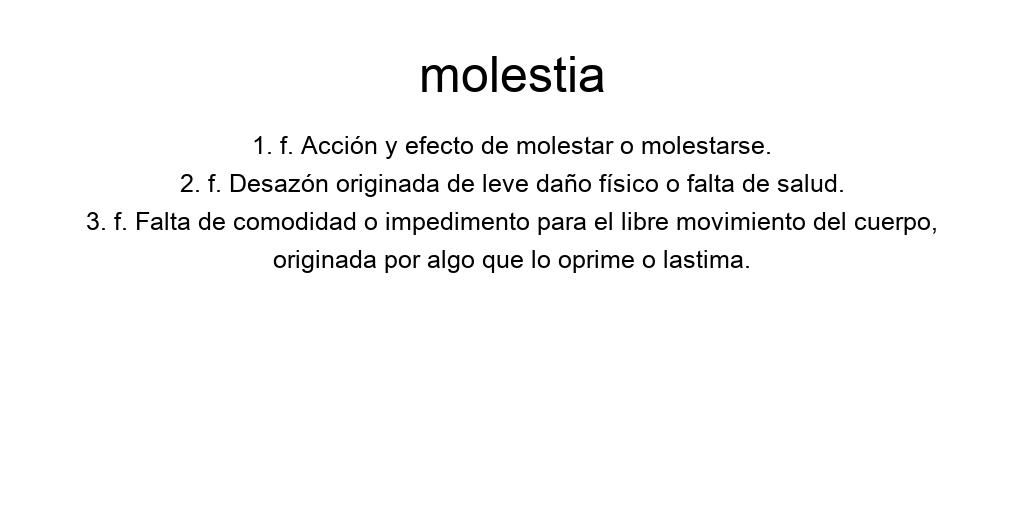 molestia
1. f. Acción y efecto de molestar o molestarse.
2. f. Desazón originada de leve daño físico o falta de salud.
3. f. Falta de comodidad o impedimento para el libre movimiento del cuerpo,
originada por algo que lo oprime o lastima.